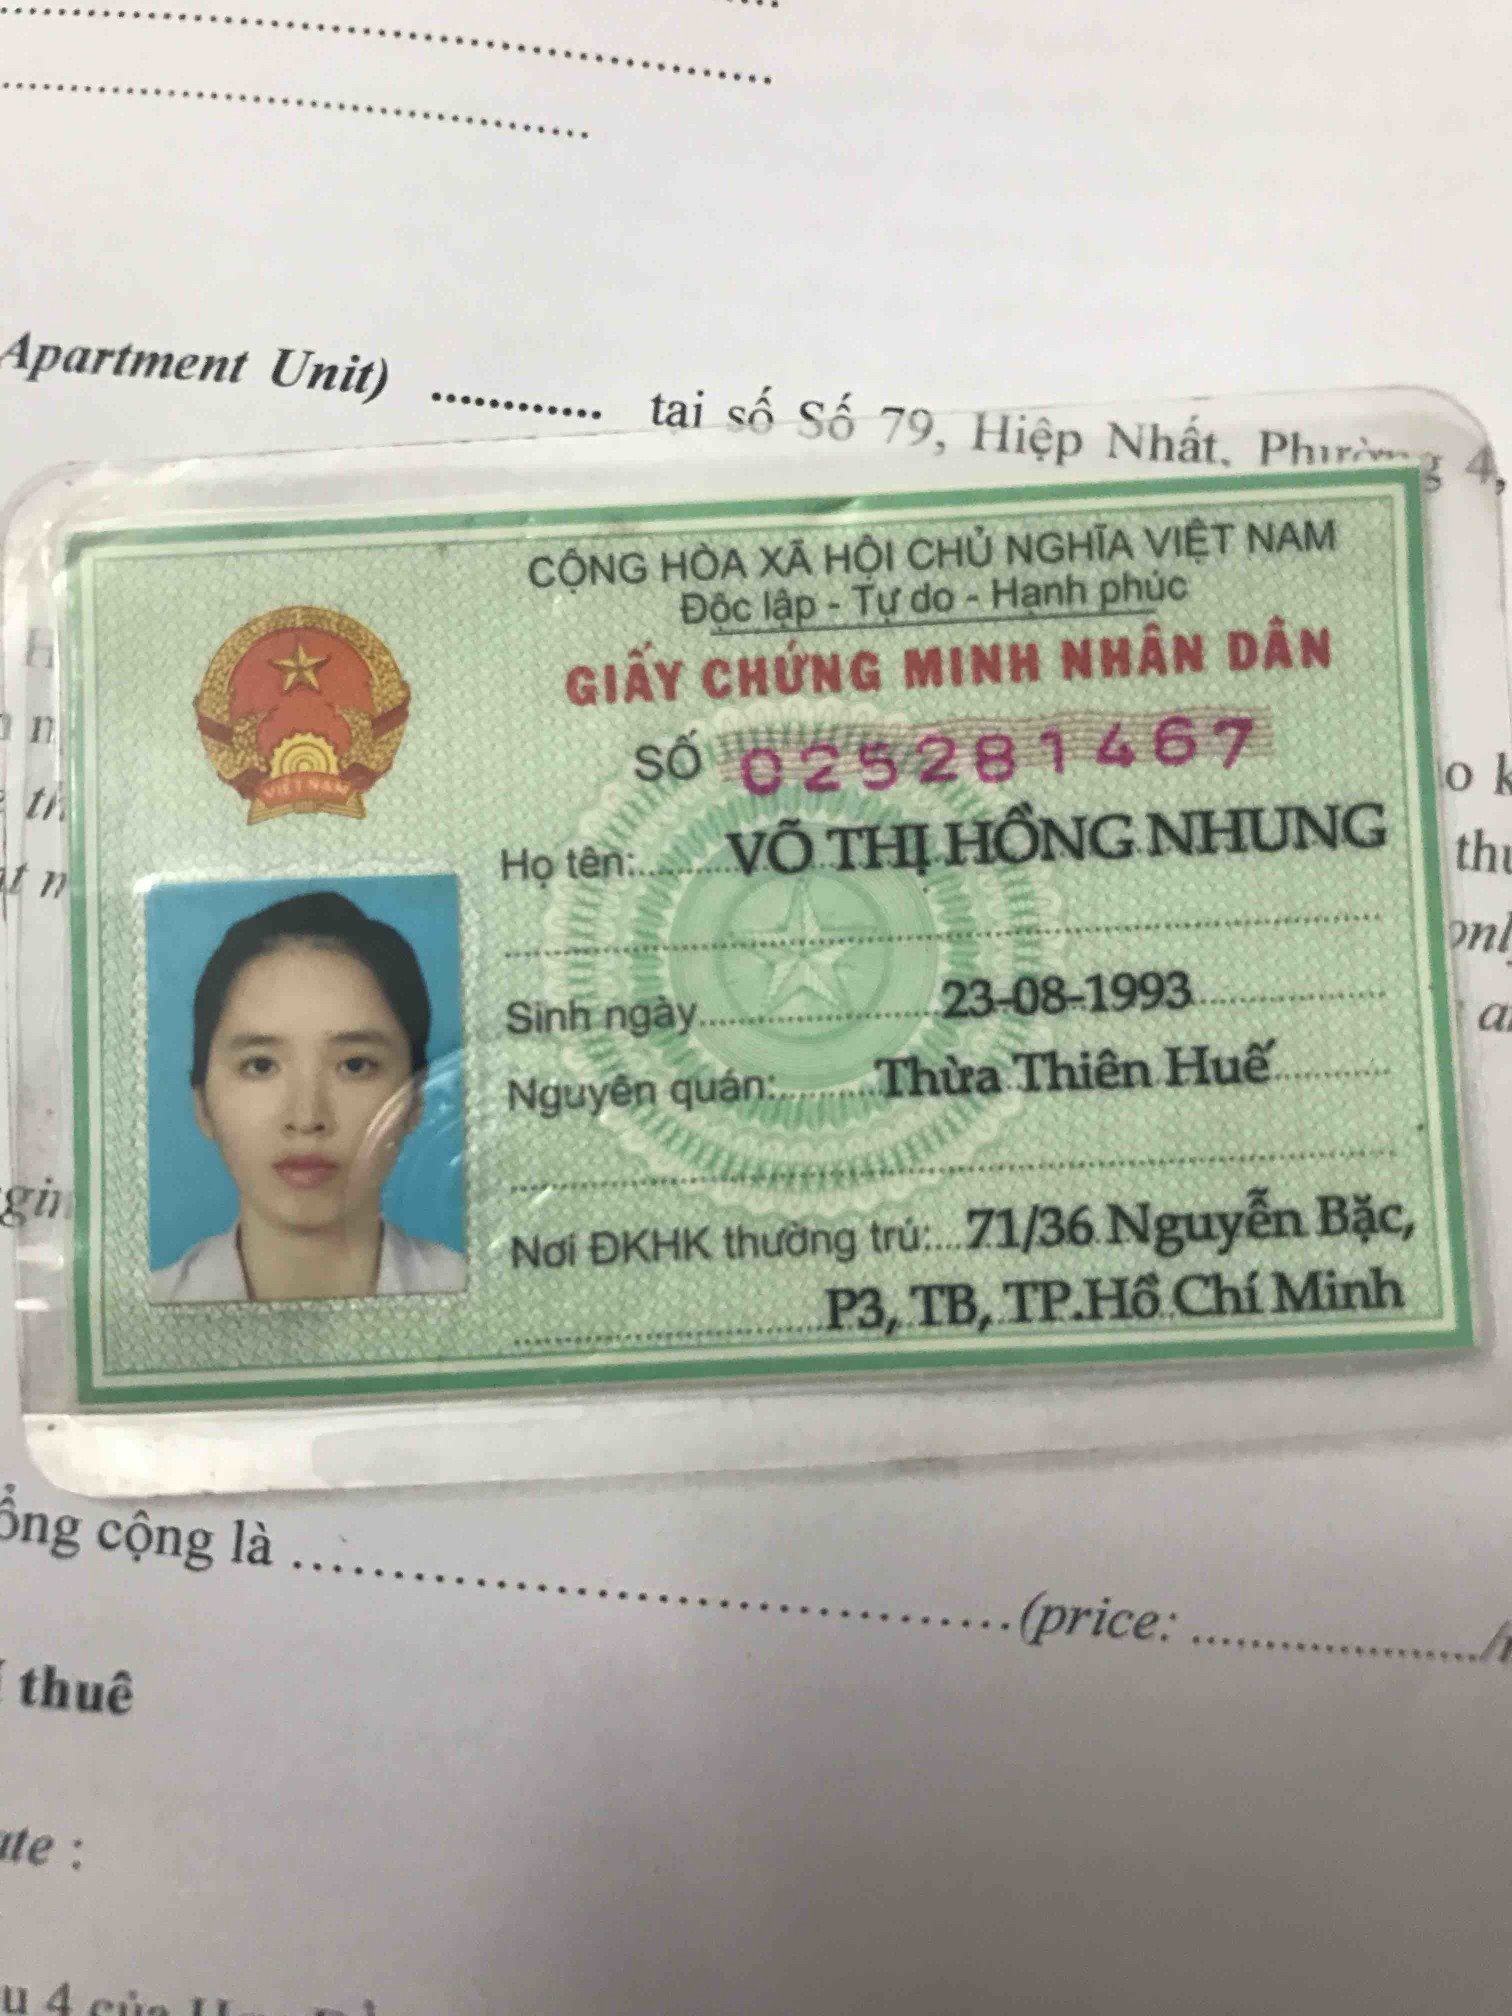 Apartment Unit) ............ tại số Số 79, Hiệp Nhất, Phường 4,
CỘNG HÒA XÃ HỘI CHỦ NGHĨA VIỆT NAM
Độc lập - Tự do - Hạnh phúc
GIẤY CHỨNG MINH NHÂN DÂN
SỐ 025281467
VIỆT NAM
Họ tên: VÕ THỊ HỒNG NHUNG
Sinh ngày 23-08-1993
Nguyên quán: Thừa Thiên Huế
Nơi ĐKHK thường trú: 71/36 Nguyễn Bặc,
P3, TB, TP.Hồ Chí Minh
cộng là ........ (price: ........
thuê